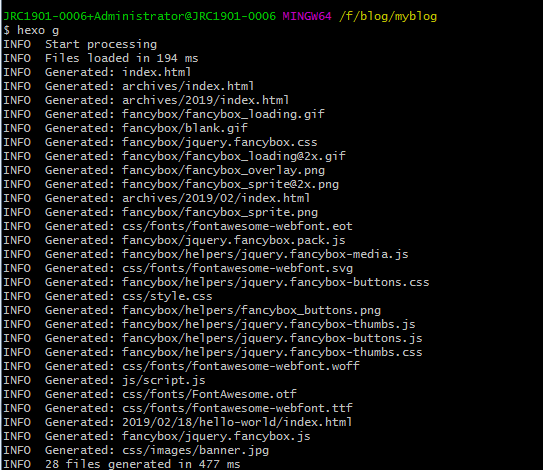 JRC1901-0006+Administrator@JRC1901-0006 MINGW64 /f/blog/myblog
$ hexo g
INFO  Start processing
INFO  Files loaded in 194 ms
INFO  Generated: index.html
INFO  Generated: archives/index.html
INFO  Generated: archives/2019/index.html
INFO  Generated: fancybox/fancybox_loading.gif
INFO  Generated: fancybox/blank.gif
INFO  Generated: fancybox/jquery.fancybox.css
INFO  Generated: fancybox/fancybox_loading@2x.gif
INFO  Generated: fancybox/fancybox_overlay.png
INFO  Generated: fancybox/fancybox_sprite@2x.png
INFO  Generated: archives/2019/02/index.html
INFO  Generated: fancybox/fancybox_sprite.png
INFO  Generated: css/fonts/fontawesome-webfont.eot
INFO  Generated: fancybox/jquery.fancybox.pack.js
INFO  Generated: fancybox/helpers/jquery.fancybox-media.js
INFO  Generated: css/fonts/fontawesome-webfont.svg
INFO  Generated: fancybox/helpers/jquery.fancybox-buttons.css
INFO  Generated: css/style.css
INFO  Generated: fancybox/helpers/fancybox_buttons.png
INFO  Generated: fancybox/helpers/jquery.fancybox-thumbs.js
INFO  Generated: fancybox/helpers/jquery.fancybox-buttons.js
INFO  Generated: fancybox/helpers/jquery.fancybox-thumbs.css
INFO  Generated: css/fonts/fontawesome-webfont.woff
INFO  Generated: js/script.js
INFO  Generated: css/fonts/FontAwesome.otf
INFO  Generated: css/fonts/fontawesome-webfont.ttf
INFO  Generated: 2019/02/18/hello-world/index.html
INFO  Generated: fancybox/jquery.fancybox.js
INFO  Generated: css/images/banner.jpg
INFO  28 files generated in 477 ms